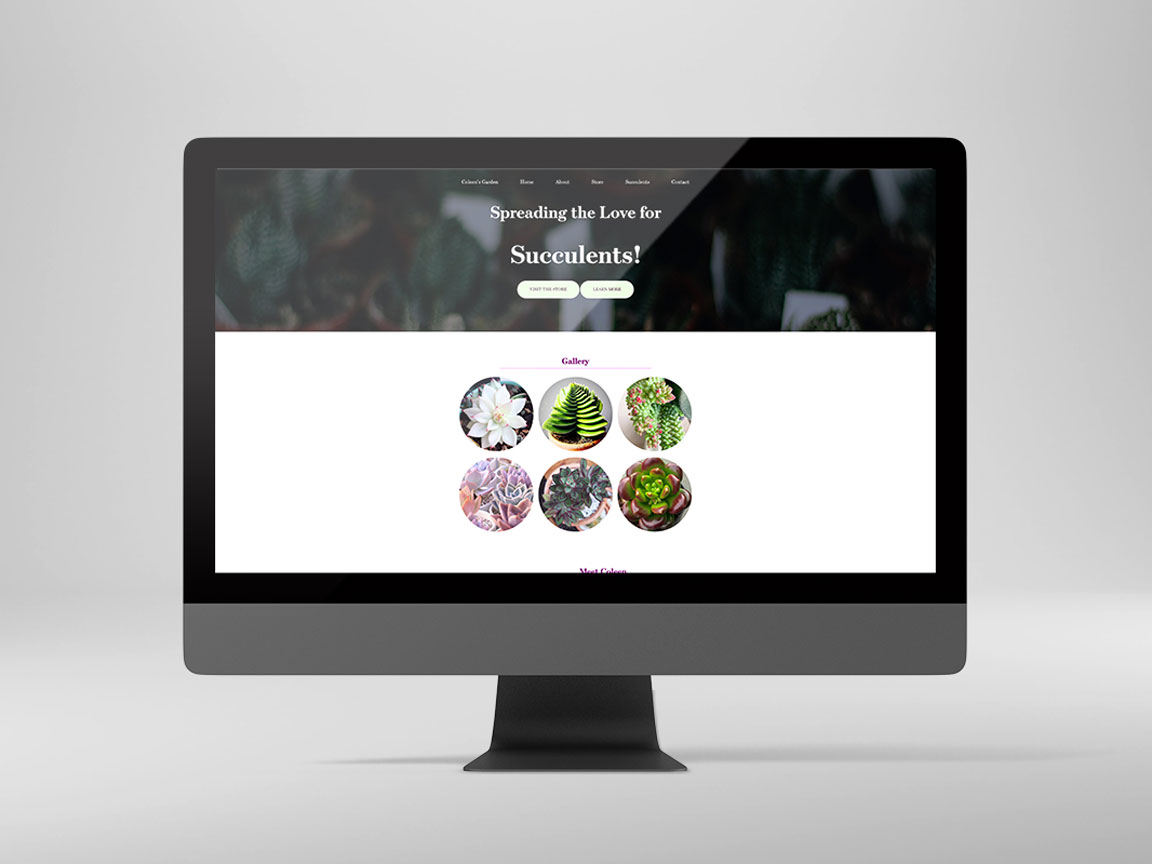 Coleen's Garden Home About Store Succulents Contact
Spreading the Love for
Succulents!
VISIT THE STORE LEARN MORE
Gallery
Meet Coleen